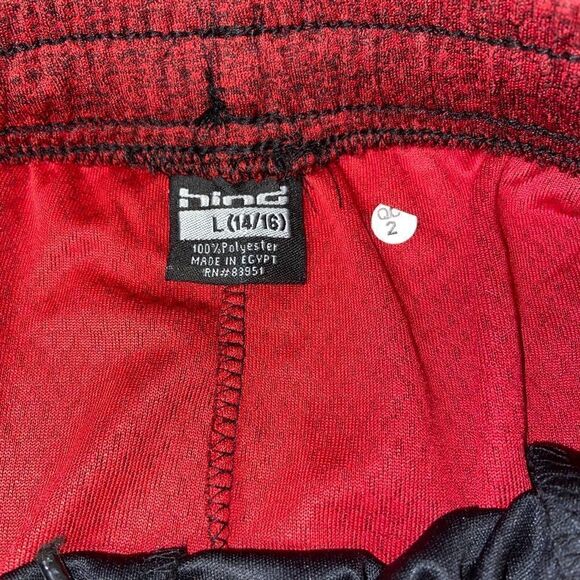 hind
L (14/16)
100% Polyester
MADE IN EGYPT
RN# 83951
QC
2